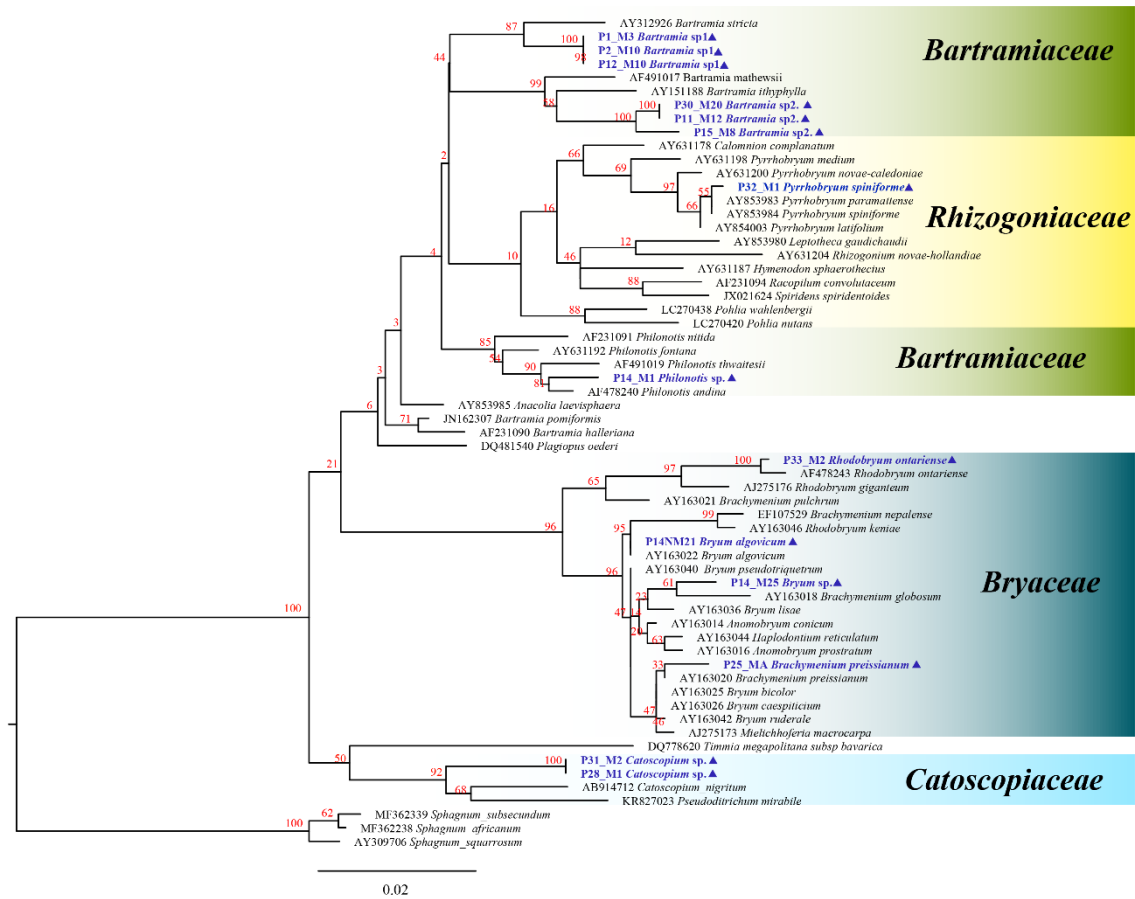 AY312926 Bartramia stricta
P1_M3 Bartramia sp1▲
P2_M10 Bartramia sp1▲
P12_M10 Bartramia sp1▲
AF491017 Bartramia mathewsii
AY151188 Bartramia ithyphylla
P30_M20 Bartramia sp2. ▲
P11_M12 Bartramia sp2. ▲
P15_M8 Bartramia sp2. ▲
Bartramiaceae
AY631178 Calomnion complanatum
AY631198 Pyrrhobryum medium
AY631200 Pyrrhobryum novae-caledoniae
P32_M1 Pyrrhobryum spiniforme▲
AY853983 Pyrrhobryum paramattense
AY853984 Pyrrhobryum spiniforme
AY854003 Pyrrhobryum latifolium
AY853980 Leptotheca gaudichaudii
AY631204 Rhizogonium novae-hollandiae
AY631187 Hymenodon sphaerothecius
AF231094 Racopilum convolutaceum
JX021624 Spiridens spiridentoides
LC270438 Pohlia wahlenbergii
LC270420 Pohlia nutans
Rhizogoniaceae
AF231091 Philonotis nitida
AY631192 Philonotis fontana
AF491019 Philonotis thwaitesii
P14_M1 Philonotis sp. ▲
AF478240 Philonotis andina
Bartramiaceae
AY853985 Anacolia laevisphaera
JN162307 Bartramia pomiformis
AF231090 Bartramia halleriana
DQ481540 Plagiopus oederi
P33_M2 Rhodobryum ontariense▲
AF478243 Rhodobryum ontariense
AJ275176 Rhodobryum giganteum
AY163021 Brachymenium pulchrum
EF107529 Brachymenium nepalense
AY163046 Rhodobryum keniae
P14NM21 Bryum algovicum ▲
AY163022 Bryum algovicum
AY163040 Bryum pseudotriquetrum
P14_M25 Bryum sp.▲
AY163018 Brachymenium globosum
AY163036 Bryum lisae
AY163014 Anomobryum conicum
AY163044 Haplodontium reticulatum
AY163016 Anomobryum prostratum
P25_MA Brachymenium preissianum ▲
AY163020 Brachymenium preissianum
AY163025 Bryum bicolor
AY163026 Bryum caespiticium
AY163042 Bryum ruderale
AJ275173 Mielichhoferia macrocarpa
Bryaceae
DQ778620 Timmia megapolitana subsp bavarica
P31_M2 Catoscopium sp. ▲
P28_M1 Catoscopium sp. ▲
AB914712 Catoscopium_nigritum
KR827023 Pseudoditrichum mirabile
Catoscopiaceae
MF362339 Sphagnum_subsecundum
MF362238 Sphagnum_africanum
AY309706 Sphagnum_squarrosum
87
100
98
44
99
58
100
100
2
66
69
97
55
66
16
12
46
88
10
88
4
85
54
90
81
3
3
71
6
21
100
97
65
96
99
95
96
61
23
14
47
20
63
33
47
46
100
50
100
92
68
62
100
0.02